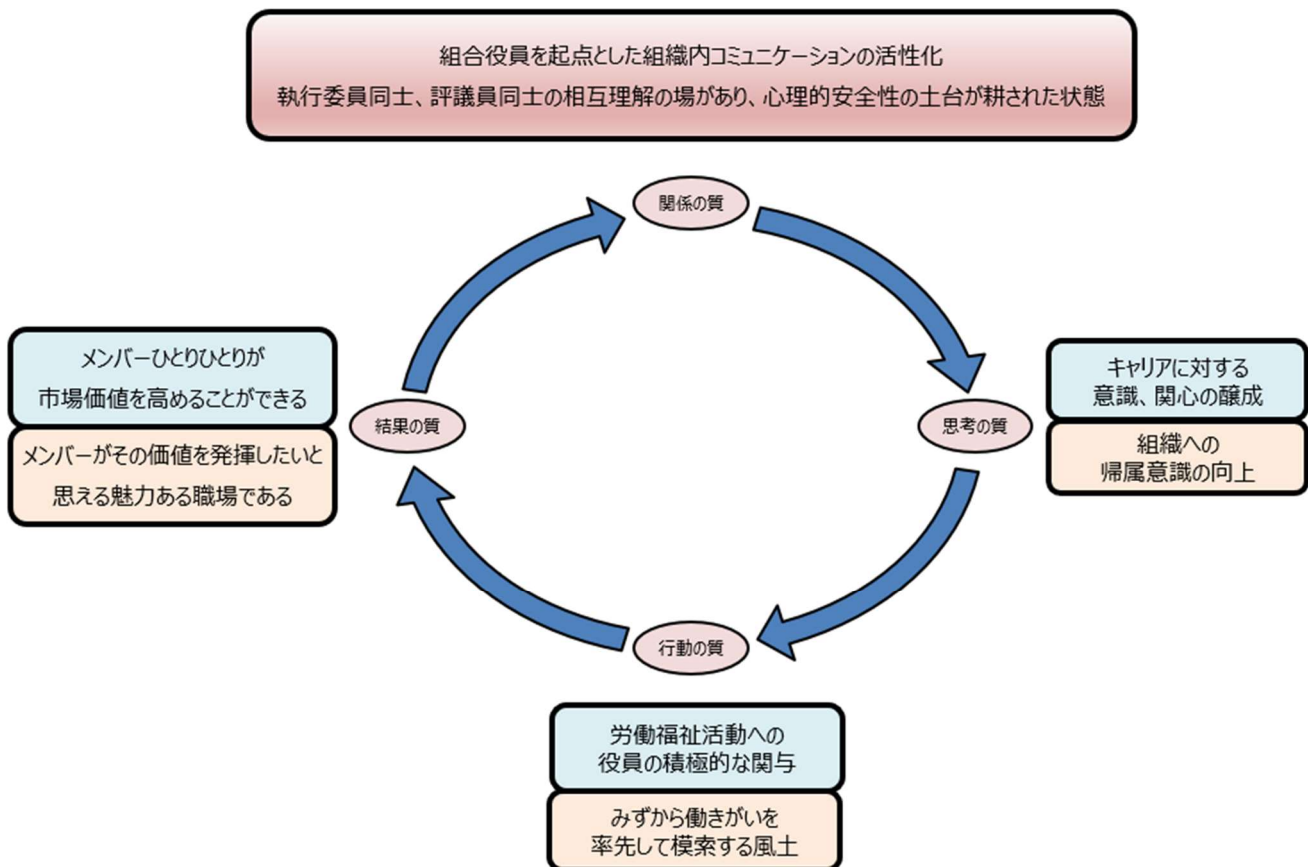 組合役員を起点とした組織内コミュニケーションの活性化
執行委員同士、評議員同士の相互理解の場があり、心理的安全性の土台が耕された状態
関係の質
メンバーひとりひとりが
市場価値を高めることができる
メンバーがその価値を発揮したいと
思える魅力ある職場である
結果の質
思考の質
キャリアに対する
意識、関心の醸成
組織への
帰属意識の向上
行動の質
労働福祉活動への
役員の積極的な関与
みずから働きがいを
率先して模索する風土